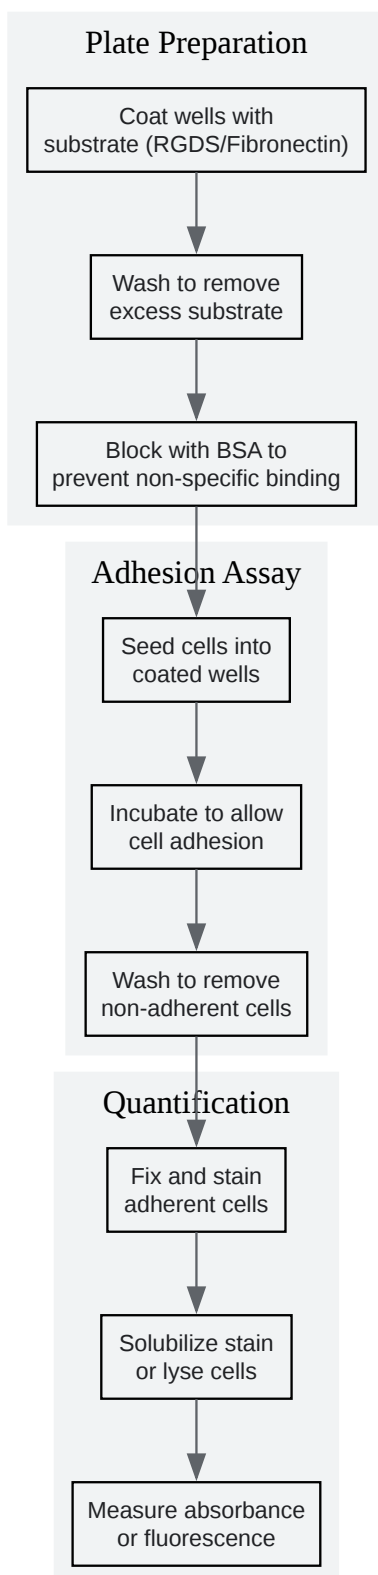 Plate Preparation
Coat wells with
substrate (RGDS/Fibronectin)
Wash to remove
excess substrate
Block with BSA to
prevent non-specific binding
Adhesion Assay
Seed cells into
coated wells
Incubate to allow
cell adhesion
Wash to remove
non-adherent cells
Quantification
Fix and stain
adherent cells
Solubilize stain
or lyse cells
Measure absorbance
or fluorescence